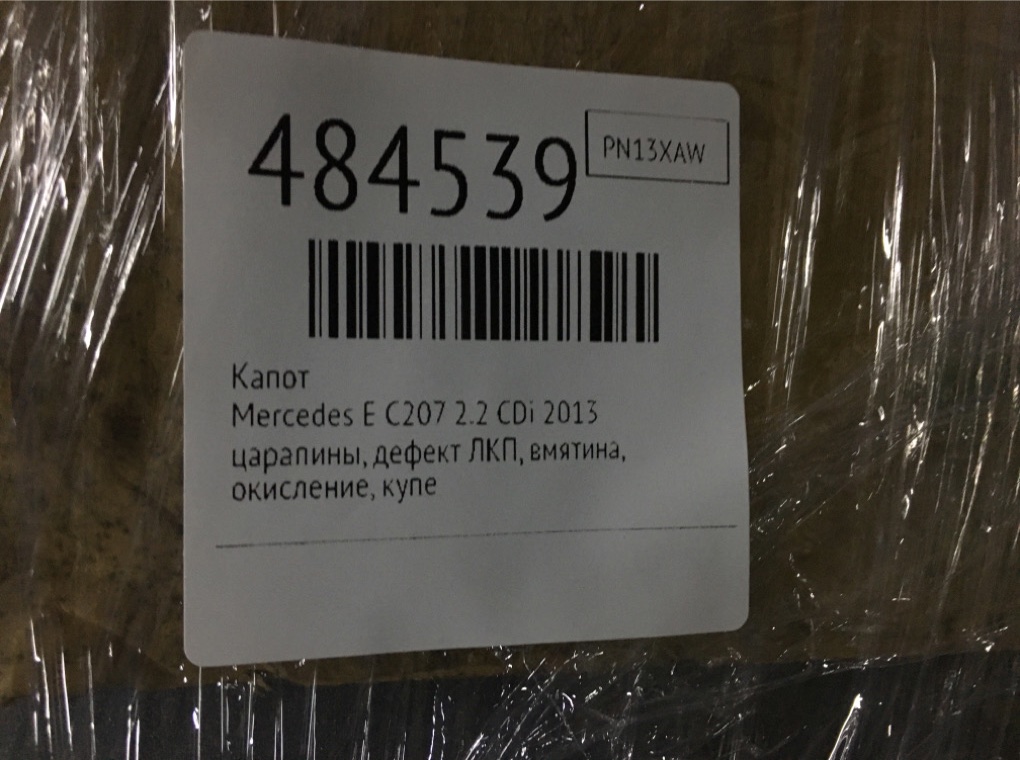 484539
PN13XAW
Капот
Mercedes E C207 2.2 CDi 2013
царапины, дефект ЛКП, вмятина,
окисление, купе